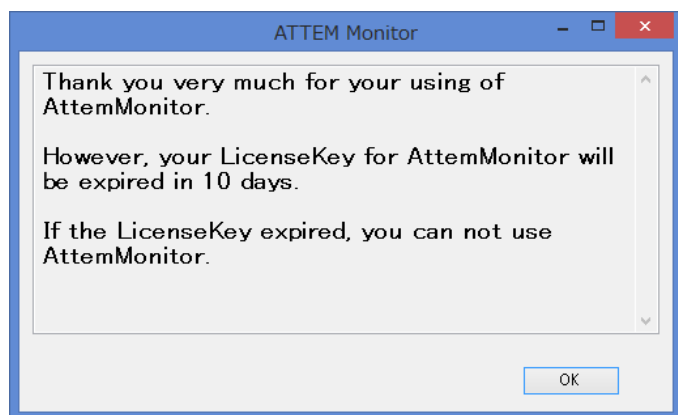 ATTEM Monitor
Thank you very much for your using of
AttemMonitor.
However, your LicenseKey for AttemMonitor will
be expired in 10 days.
If the LicenseKey expired, you can not use
AttemMonitor.
OK